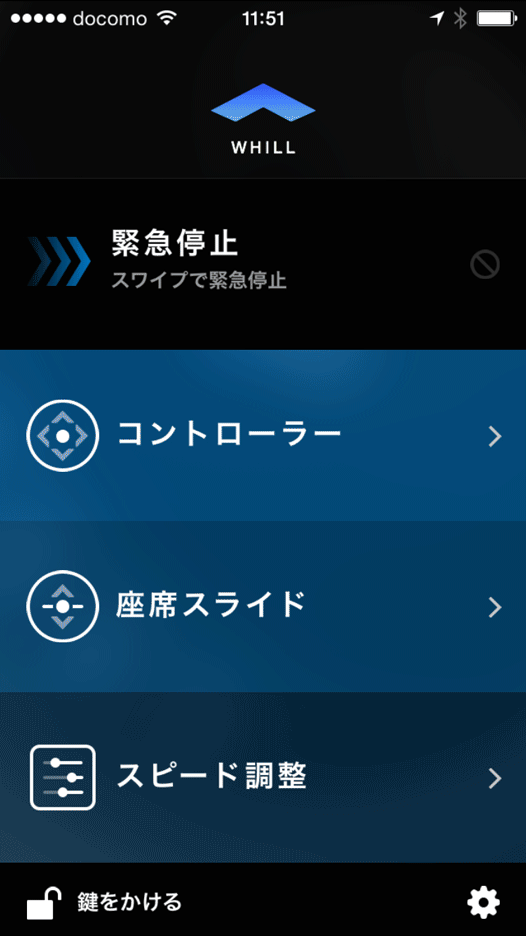 docomo 11:51
WHILL
緊急停止
スワイプで緊急停止
コントローラー
座席スライド
スピード調整
鍵をかける